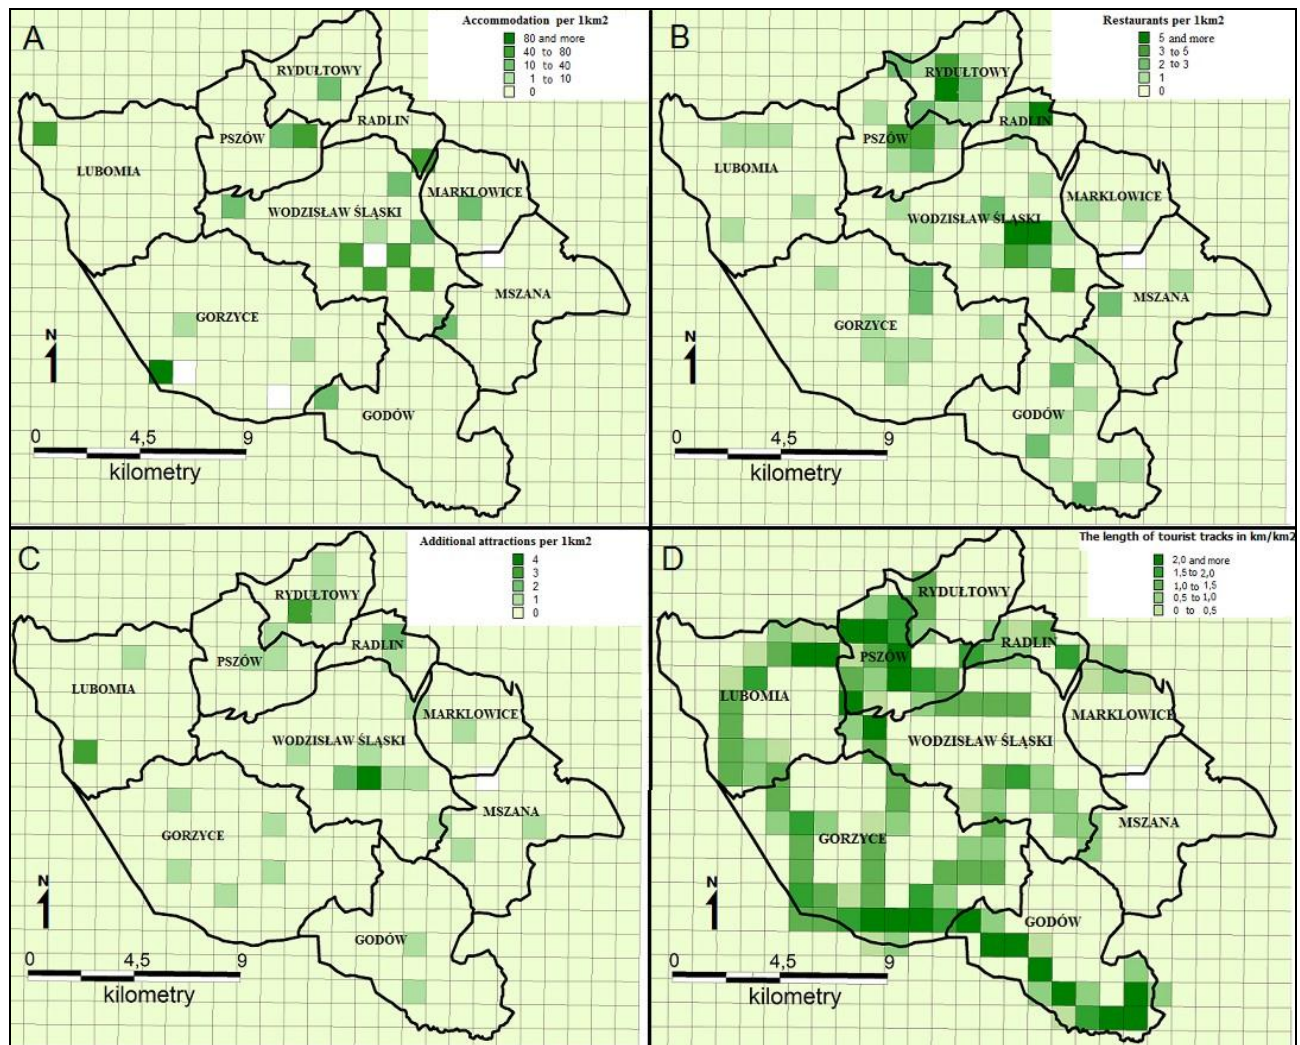 A
Accommodation per 1km2
80 and more
40 to 80
10 to 40
1 to 10
0
RYDUŁTOWY
RADLIN
PSZÓW
LUBOMIA
MARKLOWICE
WODZISŁAW ŚLĄSKI
MSZANA
GORZYCE
N
GODÓW
0 4,5 9
kilometry
B
Restaurants per 1km2
5 and more
3 to 5
2 to 3
1
0
RYDUŁTOWY
RADLIN
PSZÓW
LUBOMIA
MARKLOWICE
WODZISŁAW ŚLĄSKI
MSZANA
GORZYCE
N
GODÓW
0 4,5 9
kilometry
C
Additional attractions per 1km2
4
3
2
1
0
RYDUŁTOWY
RADLIN
PSZÓW
LUBOMIA
MARKLOWICE
WODZISŁAW ŚLĄSKI
MSZANA
GORZYCE
N
GODÓW
0 4,5 9
kilometry
D
The length of tourist tracks in km/km2
2,0 and more
1,5 to 2,0
1,0 to 1,5
0,5 to 1,0
0 to 0,5
RYDUŁTOWY
RADLIN
PSZÓW
LUBOMIA
MARKLOWICE
WODZISŁAW ŚLĄSKI
MSZANA
GORZYCE
N
GODÓW
0 4,5 9
kilometry